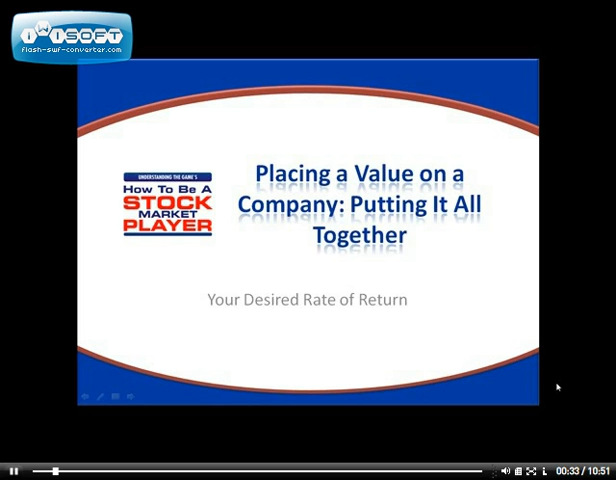 iWiSOFT
flash-swf-converter.com
UNDERSTANDING THE GAME'S
HOW TO BE A
STOCK
MARKET
PLAYER
Placing a Value on a
Company: Putting It All
Together
Your Desired Rate of Return
00:33 / 10:51